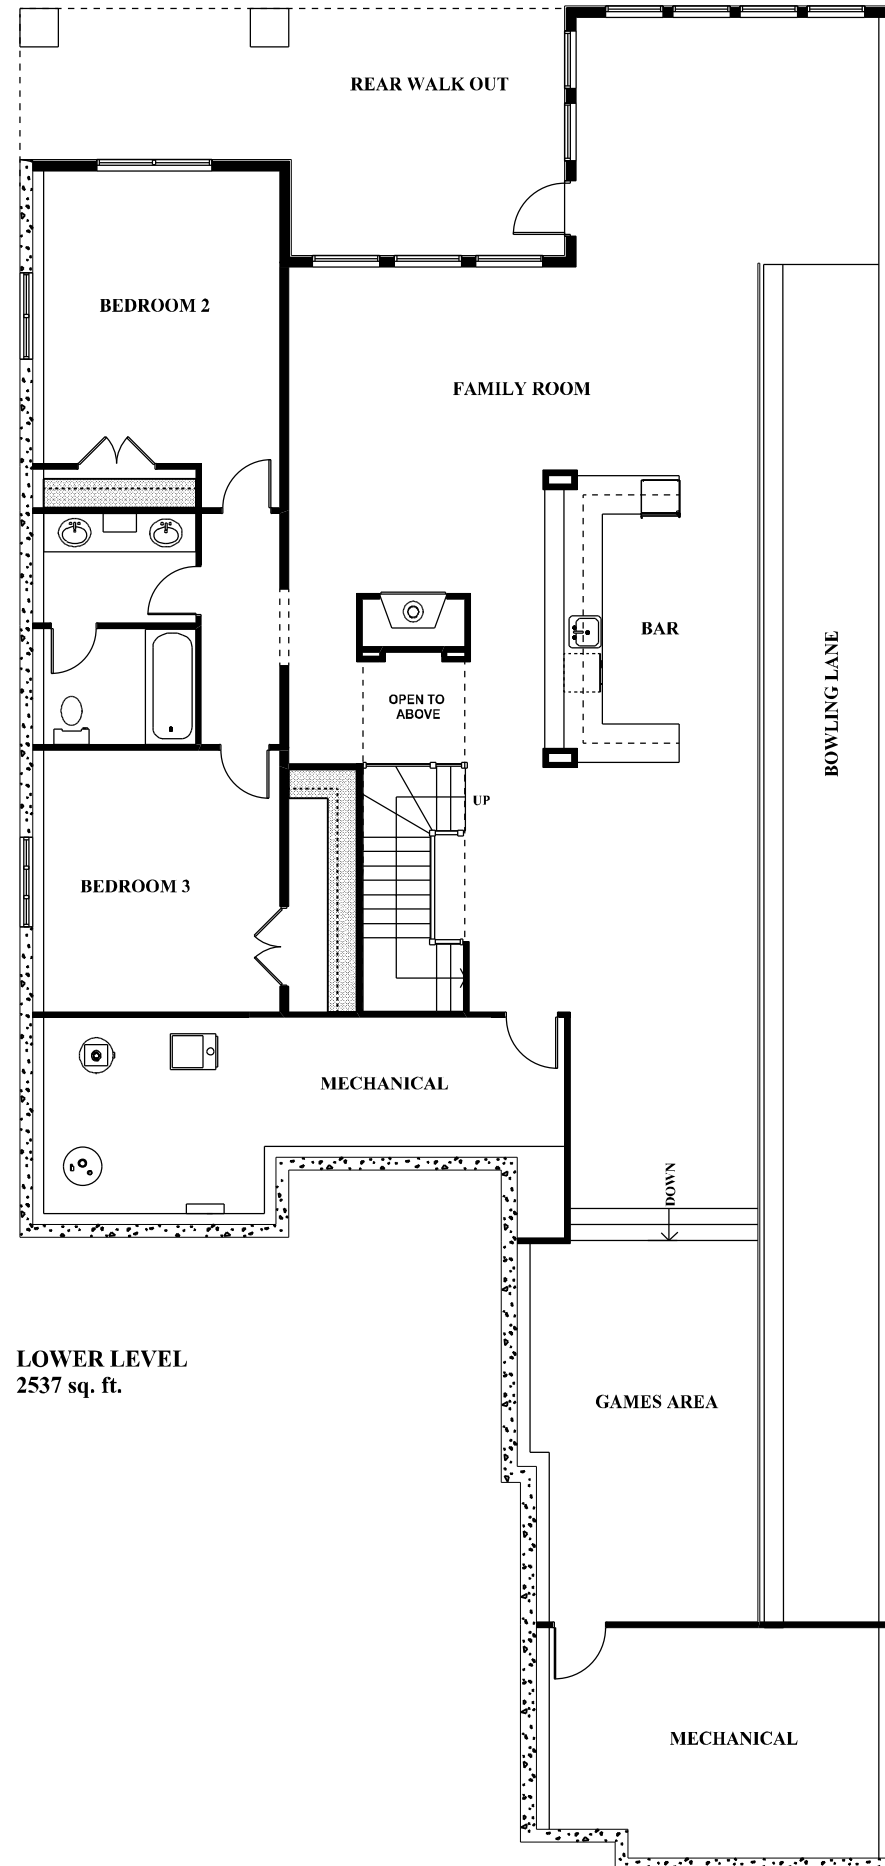 REAR WALK OUT
BEDROOM 2
FAMILY ROOM
BAR
BOWLING LANE
OPEN TO
ABOVE
UP
BEDROOM 3
MECHANICAL
DOWN
LOWER LEVEL
2537 sq. ft.
GAMES AREA
MECHANICAL